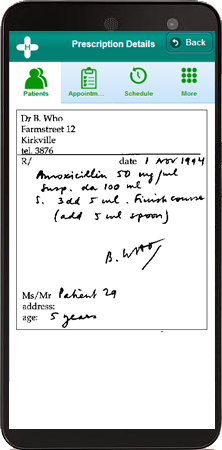 Prescription Details
Back
Patients
Appointm...
Schedule
More
Dr B. Who
Farmstreet 12
Kirkville
tel. 3876
R/ date 1 NOV 1994
Amoxicillin 50 mg/ml
Susp. da 100 ml
S. 3dd 5 ml. Finish course
(add 5 ml spoon)
B. WHO
Ms/Mr Patient 29
address:
age: 5 years